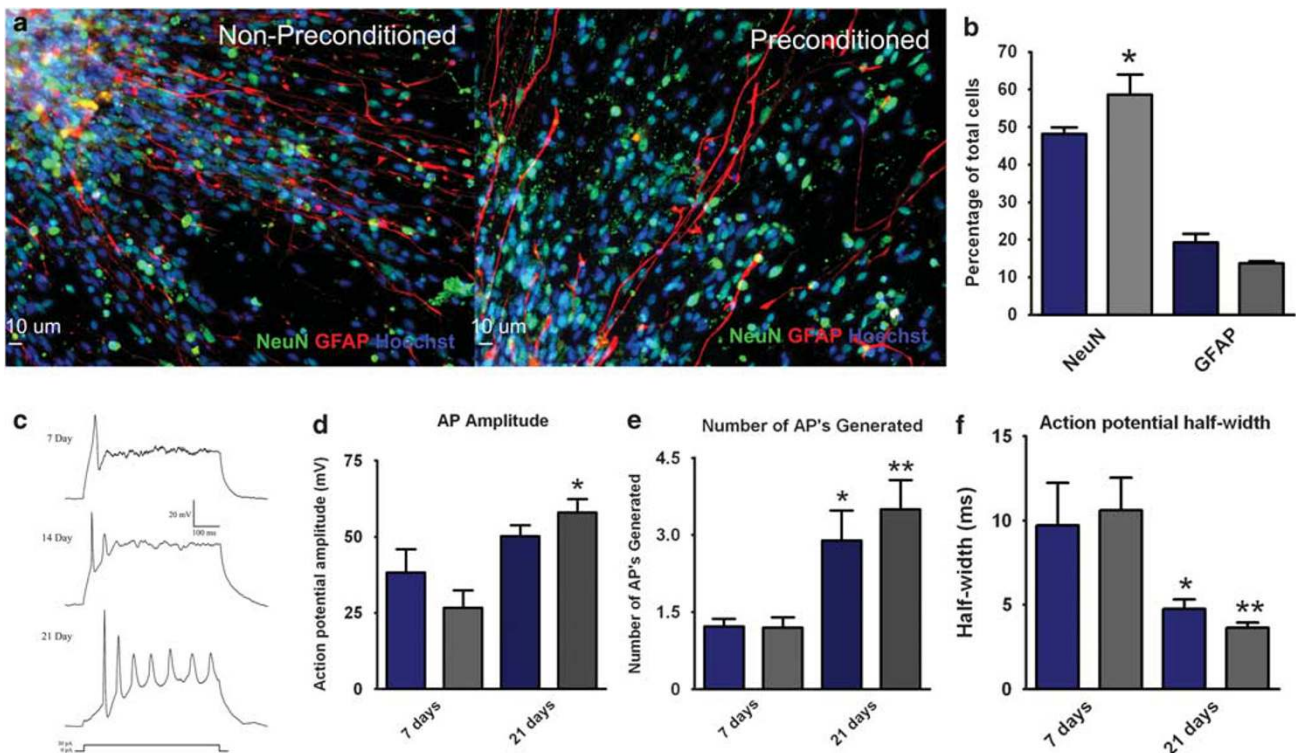 a
Non-Preconditioned
Preconditioned
10 um
NeuN GFAP Hoechst
10 um
NeuN GFAP Hoechst
b
Percentage of total cells
70
60
50
40
30
20
10
0
*
NeuN
GFAP
c
7 Day
20 mV
100 ms
14 Day
21 Day
d
AP Amplitude
Action potential amplitude (mV)
75
50
25
0
*
7 days
21 days
e
Number of AP's Generated
Number of AP's Generated
4.5
3.0
1.5
0
*
**
7 days
21 days
f
Action potential half-width
Half-width (ms)
15
10
5
0
*
**
7 days
21 days